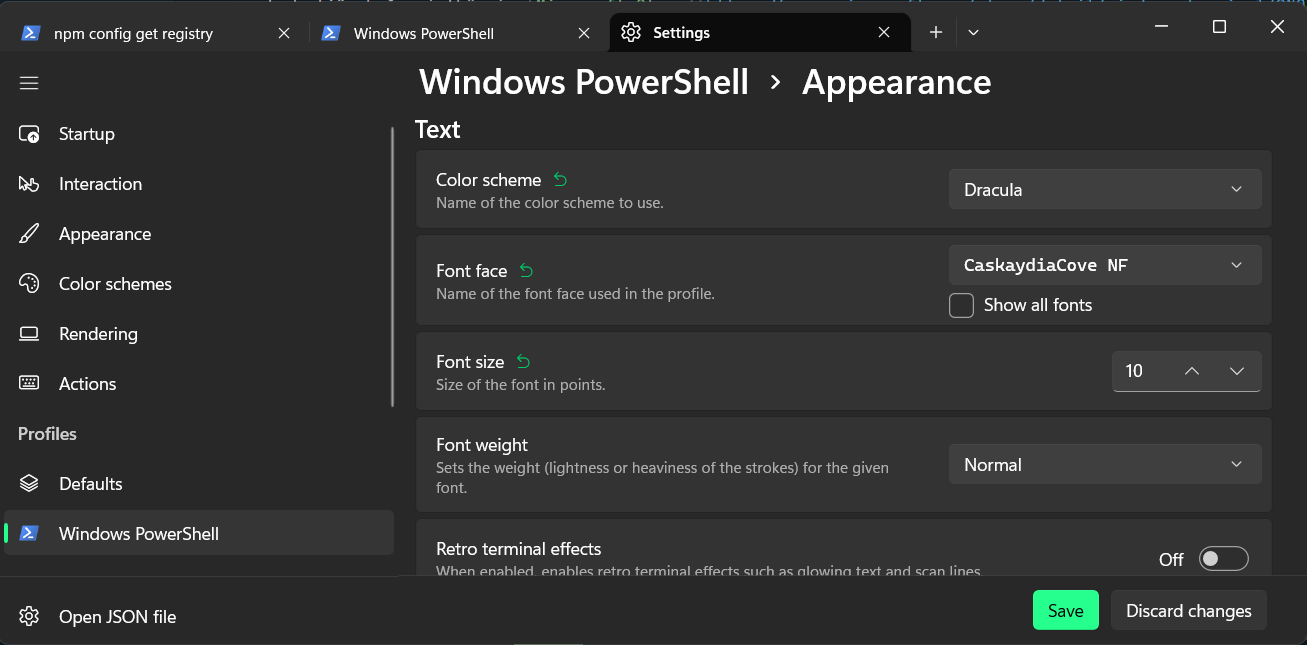 npm config get registry
Windows PowerShell
Settings
Windows PowerShell › Appearance
Startup
Interaction
Appearance
Color schemes
Rendering
Actions
Profiles
Defaults
Windows PowerShell
Open JSON file
Text
Color scheme
Name of the color scheme to use.
Dracula
Font face
Name of the font face used in the profile.
CaskaydiaCove NF
Show all fonts
Font size
Size of the font in points.
10
Font weight
Sets the weight (lightness or heaviness of the strokes) for the given
font.
Normal
Retro terminal effects
When enabled, enables retro terminal effects such as glowing text and scan lines.
Off
Save
Discard changes